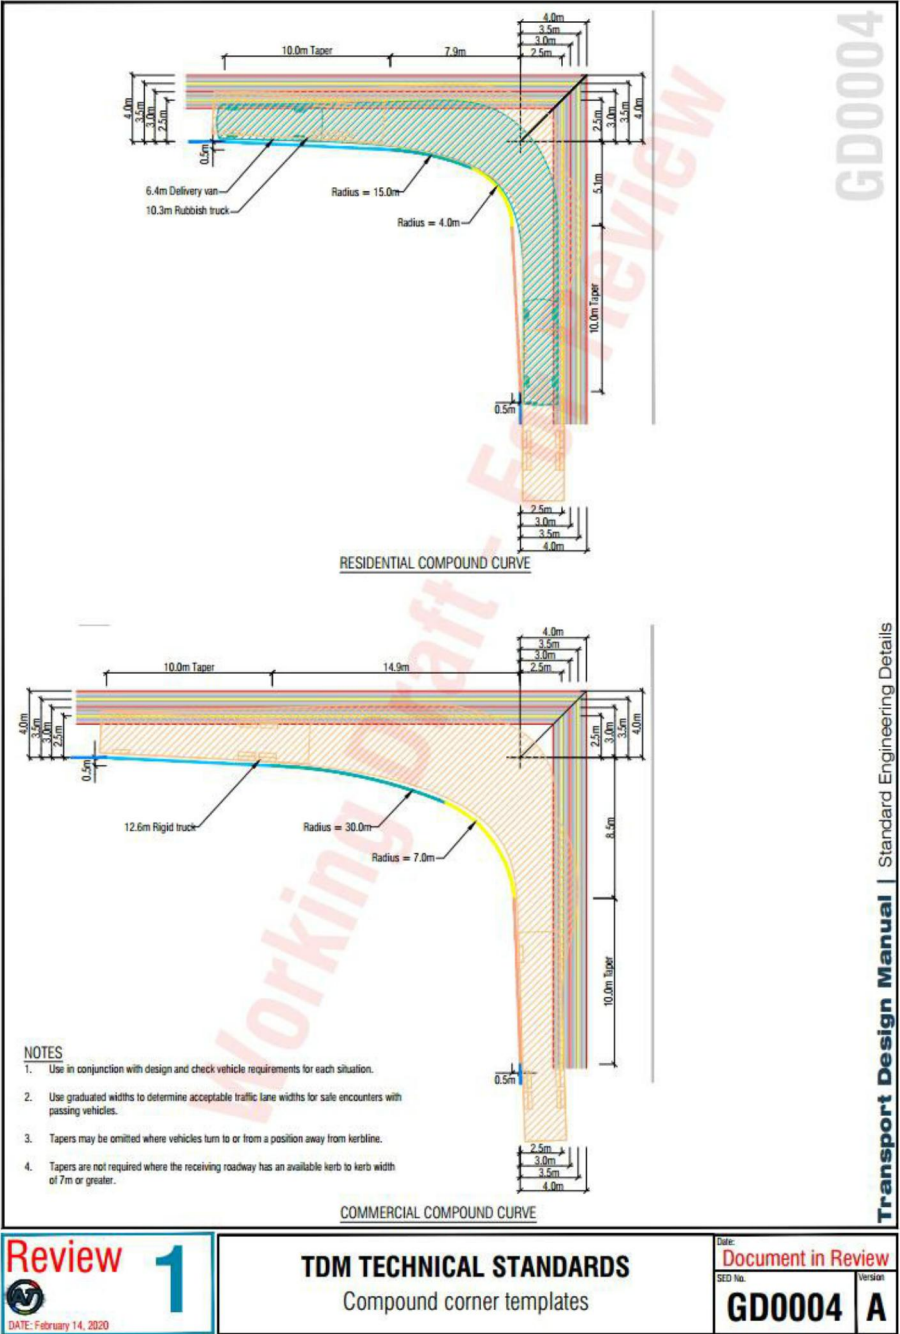 4.0m
3.5m
3.0m
2.5m
10.0m Taper
7.9m
GD0004
4.0m
3.5m
3.0m
2.5m
0.5m
2.5m
3.0m
3.5m
4.0m
6.4m Delivery van
10.3m Rubbish truck
Radius = 15.0m
Radius = 4.0m
5.1m
10.0m Taper
0.5m
2.5m
3.0m
3.5m
4.0m
RESIDENTIAL COMPOUND CURVE
Working Draft - For Review
4.0m
3.5m
3.0m
2.5m
10.0m Taper
14.9m
4.0m
3.5m
3.0m
2.5m
0.5m
2.5m
3.0m
3.5m
4.0m
12.6m Rigid truck
Radius = 30.0m
Radius = 7.0m
8.5m
10.0m Taper
0.5m
2.5m
3.0m
3.5m
4.0m
COMMERCIAL COMPOUND CURVE
NOTES
1. Use in conjunction with design and check vehicle requirements for each situation.
2. Use graduated widths to determine acceptable traffic lane widths for safe encounters with
passing vehicles.
3. Tapers may be omitted where vehicles turn to or from a position away from kerbline.
4. Tapers are not required where the receiving roadway has an available kerb to kerb width
of 7m or greater.
Transport Design Manual | Standard Engineering Details
Review 1
AT
DATE: February 14, 2020
TDM TECHNICAL STANDARDS
Compound corner templates
Date:
Document in Review
SED No.
GD0004
Version
A